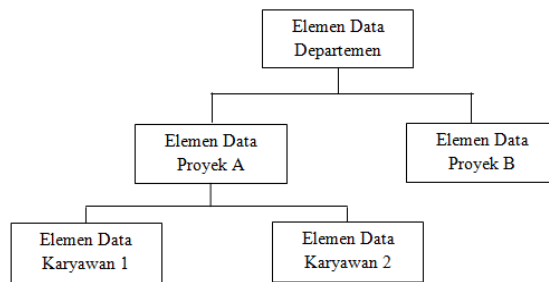 Elemen Data
Departemen
Elemen Data
Proyek A
Elemen Data
Proyek B
Elemen Data
Karyawan 1
Elemen Data
Karyawan 2